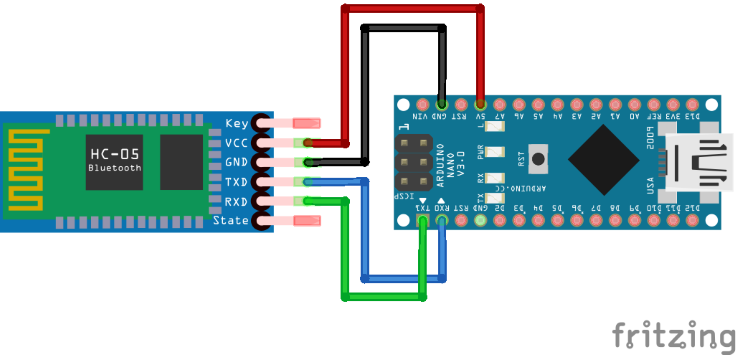 HC-05
Bluetooth
Key
VCC
GND
TXD
RXD
State
VIN
GND
RST
5V
A7
A6
A5
A4
A3
A2
A1
A0
REF
3V3
D13
1
L
PWR
RX
TX
ICSP
ARDUINO
NANO
V3.0
RST
ARDUINO.CC
2009
USA
TX1
RX0
RST
GND
D2
D3
D4
D5
D6
D7
D8
D9
D10
D11
D12
fritzing